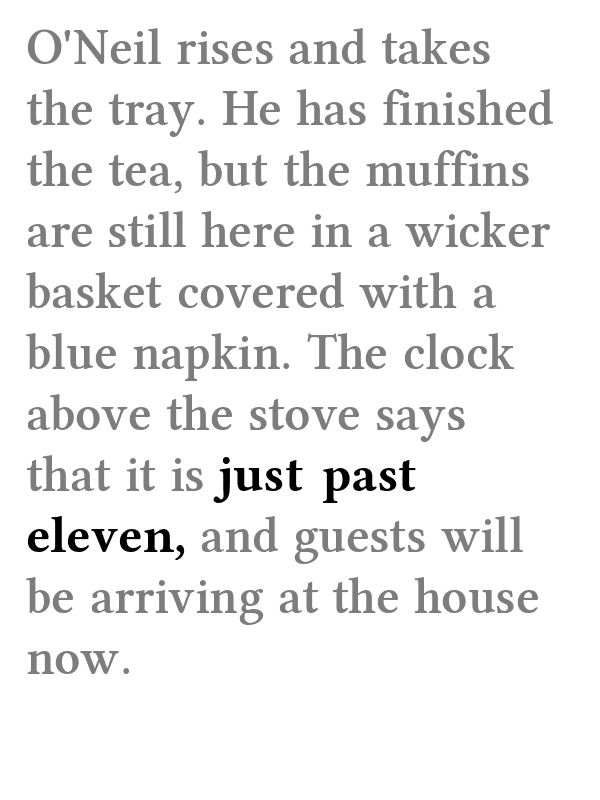 O'Neil rises and takes
the tray. He has finished
the tea, but the muffins
are still here in a wicker
basket covered with a
blue napkin. The clock
above the stove says
that it is just past
eleven, and guests will
be arriving at the house
now.